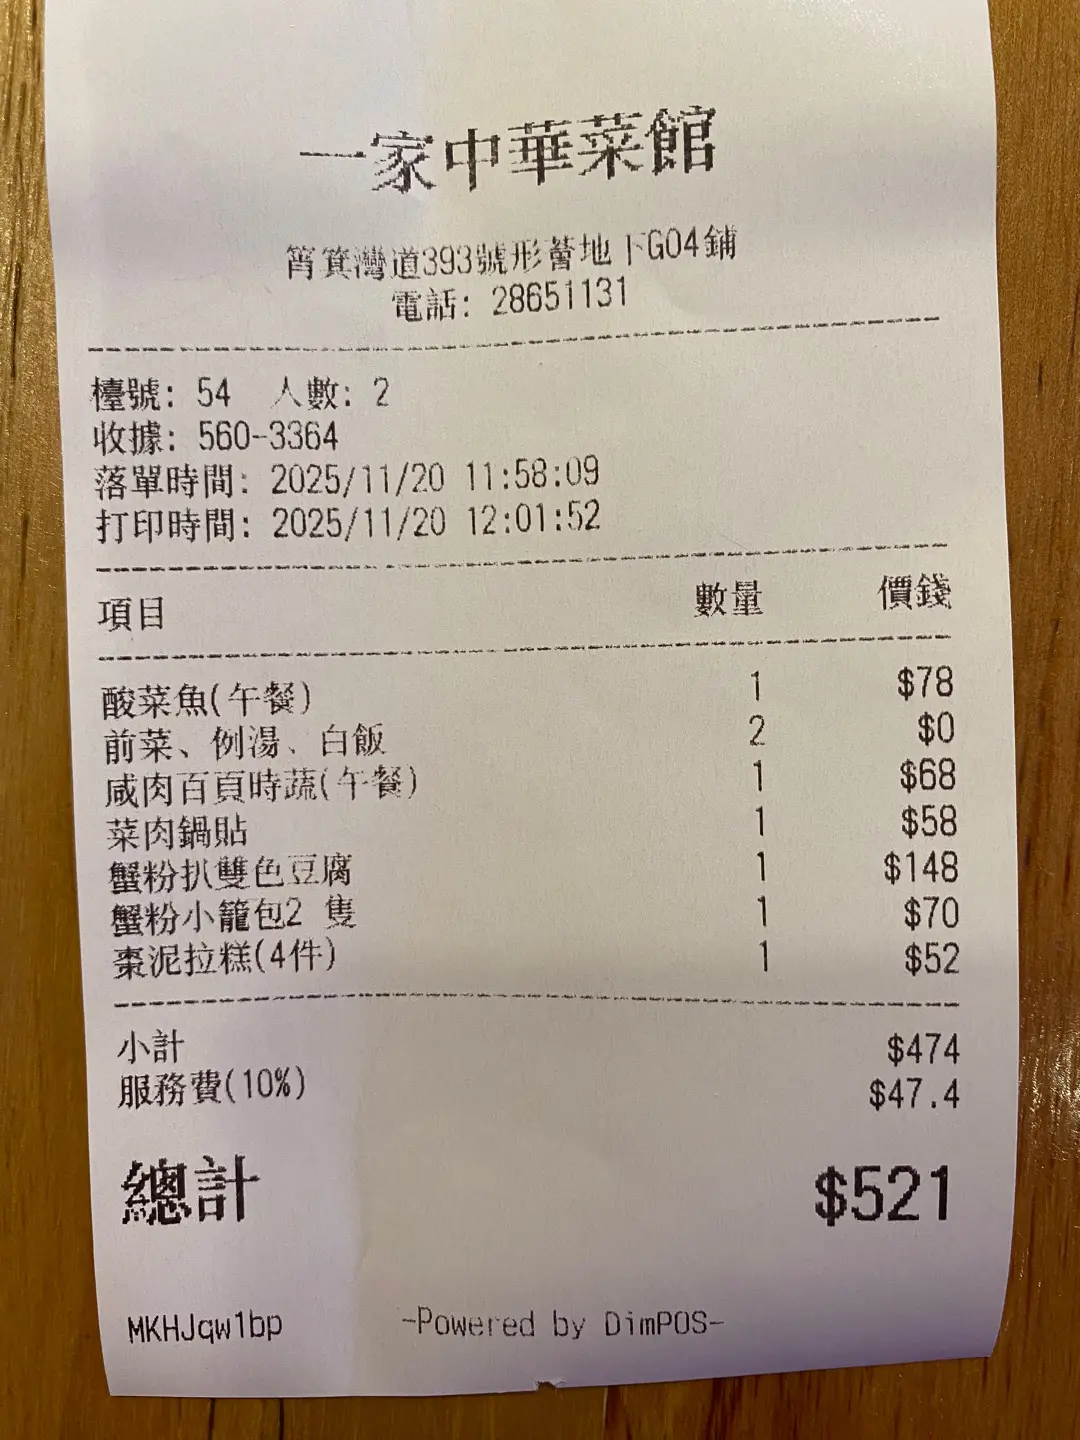 一家中華菜館
筲箕灣道393號形薈地下G04鋪
電話: 28651131
檯號: 54 人數: 2
收據: 560-3364
落單時間: 2025/11/20 11:58:09
打印時間: 2025/11/20 12:01:52
項目 數量 價錢
酸菜魚(午餐) 1 $78
前菜、例湯、白飯 2 $0
咸肉百頁時蔬(午餐) 1 $68
菜肉鍋貼 1 $58
蟹粉扒雙色豆腐 1 $148
蟹粉小籠包2 隻 1 $70
棗泥拉糕(4件) 1 $52
小計 $474
服務費(10%) $47.4
總計 $521
MKHJqw1bp -Powered by DimPOS-